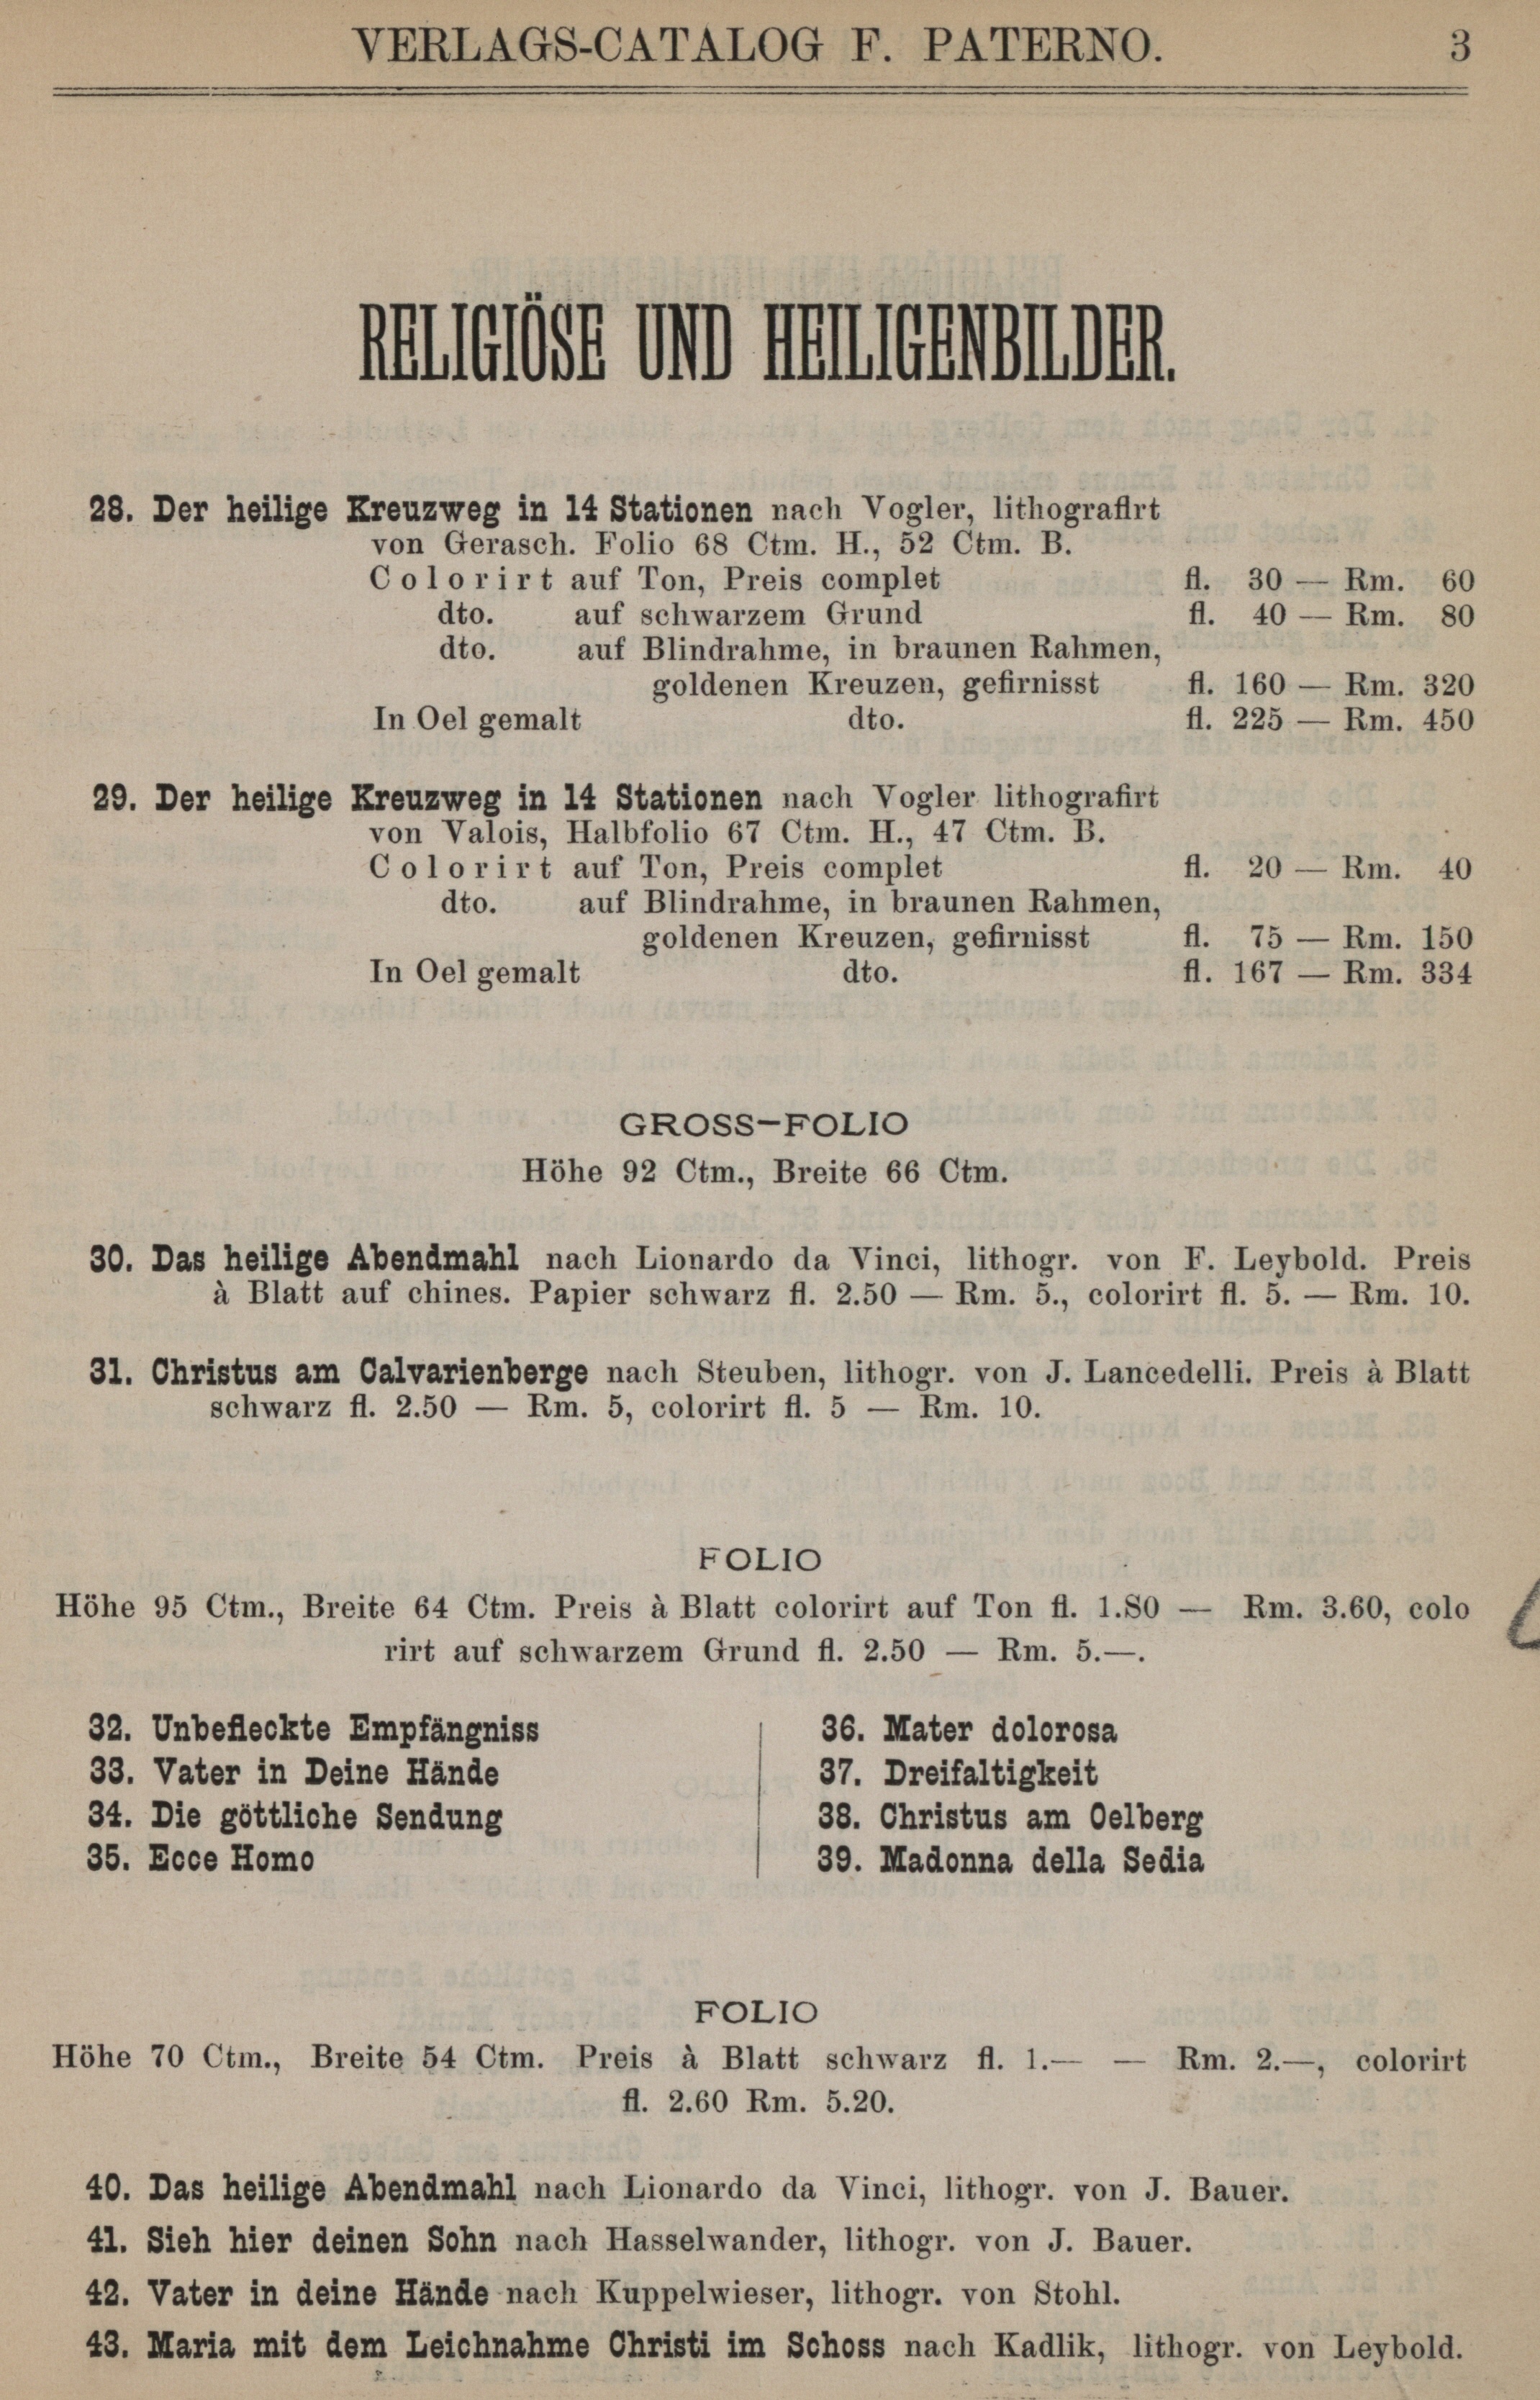 VERLAGS-CATALOG F. PATERNO. 3
RELIGIÖSE UND HEILIGENBILDER.
28. Der heilige Kreuzweg in 14 Stationen nach Vogler, lithografirt
von Gerasch. Folio 68 Ctm. H., 52 Ctm. B.
Colorirt auf Ton, Preis complet fl. 30 — Rm. 60
dto. auf schwarzem Grund fl. 40 — Rm. 80
dto. auf Blindrahme, in braunen Rahmen,
goldenen Kreuzen, gefirnisst fl. 160 — Rm. 320
In Oel gemalt dto. fl. 225 — Rm. 450
29. Der heilige Kreuzweg in 14 Stationen nach Vogler lithografirt
von Valois, Halbfolio 67 Ctm. H., 47 Ctm. B.
Colorirt auf Ton, Preis complet fl. 20 — Rm. 40
dto. auf Blindrahme, in braunen Rahmen,
goldenen Kreuzen, gefirnisst fl. 75 — Rm. 150
In Oel gemalt dto. fl. 167 — Rm. 334
GROSS-FOLIO
Höhe 92 Ctm., Breite 66 Ctm.
30. Das heilige Abendmahl nach Lionardo da Vinci, lithogr. von F. Leybold. Preis
à Blatt auf chines. Papier schwarz fl. 2.50 — Rm. 5., colorirt fl. 5. — Rm. 10.
31. Christus am Calvarienberge nach Steuben, lithogr. von J. Lancedelli. Preis à Blatt
schwarz fl. 2.50 — Rm. 5, colorirt fl. 5 — Rm. 10.
FOLIO
Höhe 95 Ctm., Breite 64 Ctm. Preis à Blatt colorirt auf Ton fl. 1.80 — Rm. 3.60, colo
rirt auf schwarzem Grund fl. 2.50 — Rm. 5.—.
32. Unbefleckte Empfängniss
33. Vater in Deine Hände
34. Die göttliche Sendung
35. Ecce Homo
36. Mater dolorosa
37. Dreifaltigkeit
38. Christus am Oelberg
39. Madonna della Sedia
FOLIO
Höhe 70 Ctm., Breite 54 Ctm. Preis à Blatt schwarz fl. 1.— — Rm. 2.—, colorirt
fl. 2.60 Rm. 5.20.
40. Das heilige Abendmahl nach Lionardo da Vinci, lithogr. von J. Bauer.
41. Sieh hier deinen Sohn nach Hasselwander, lithogr. von J. Bauer.
42. Vater in deine Hände nach Kuppelwieser, lithogr. von Stohl.
43. Maria mit dem Leichnahme Christi im Schoss nach Kadlik, lithogr. von Leybold.